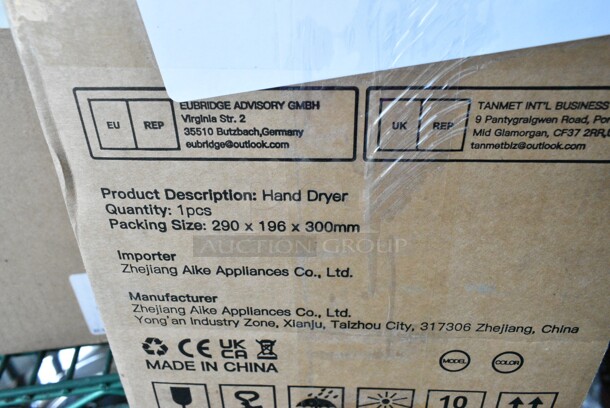 EU REP
EUBRIDGE ADVISORY GMBH
Virginia Str. 2
35510 Butzbach,Germany
eubridge@outlook.com
UK REP
TANMET INT'L BUSINESS
9 Pantygraigwen Road,
Mid Glamorgan, CF37 2RR,
tanmetbiz@outlook.com
Product Description: Hand Dryer
Quantity: 1pcs
Packing Size: 290 x 196 x 300mm
AUCTION GROUP
Importer
Zhejiang Aike Appliances Co., Ltd.
Manufacturer
Zhejiang Aike Appliances Co., Ltd.
Yong'an Industry Zone, Xianju, Taizhou City, 317306 Zhejiang, China
CE UK CA
MADE IN CHINA
MODEL COLOR
10